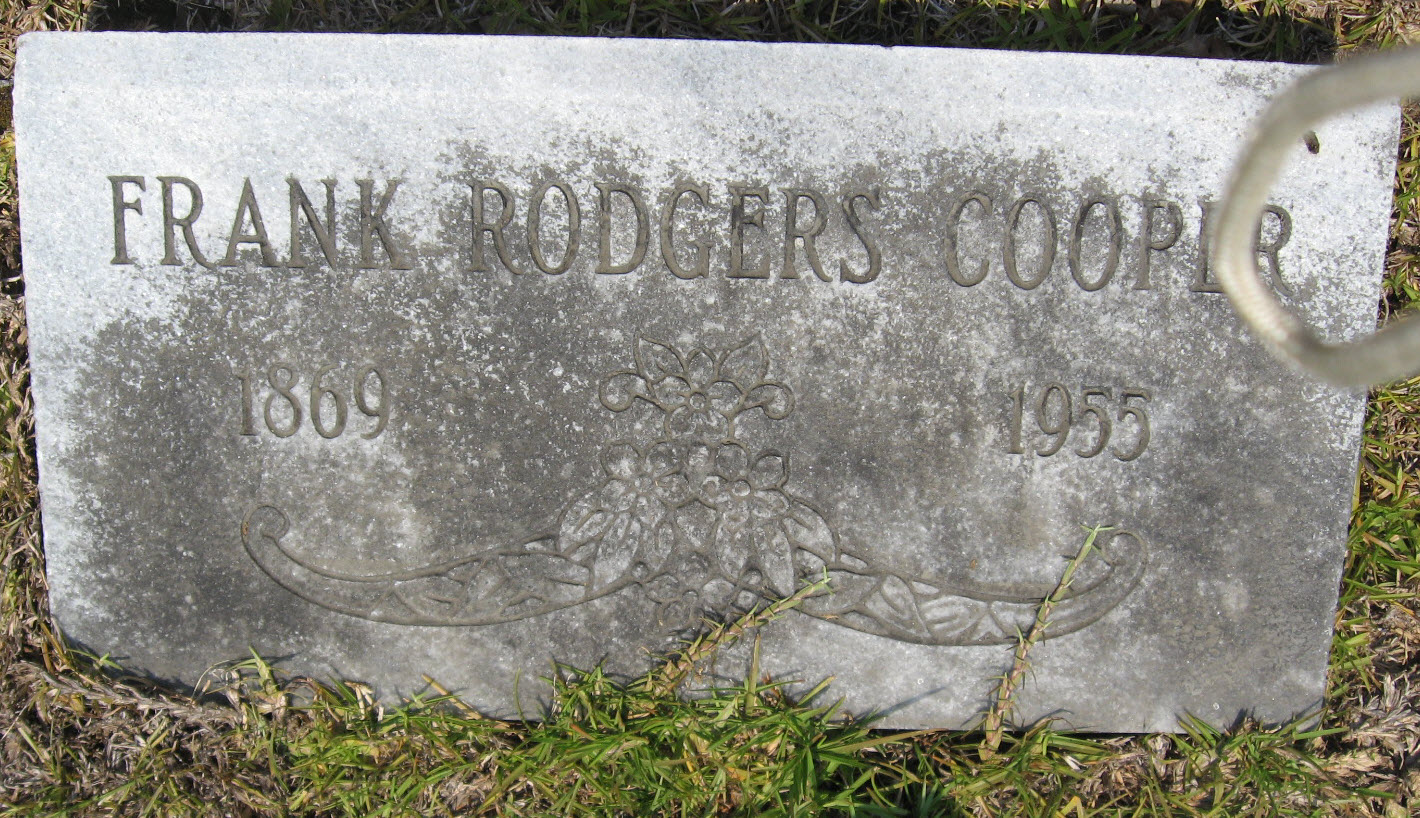 FRANK RODGERS COOPER
1869 1955